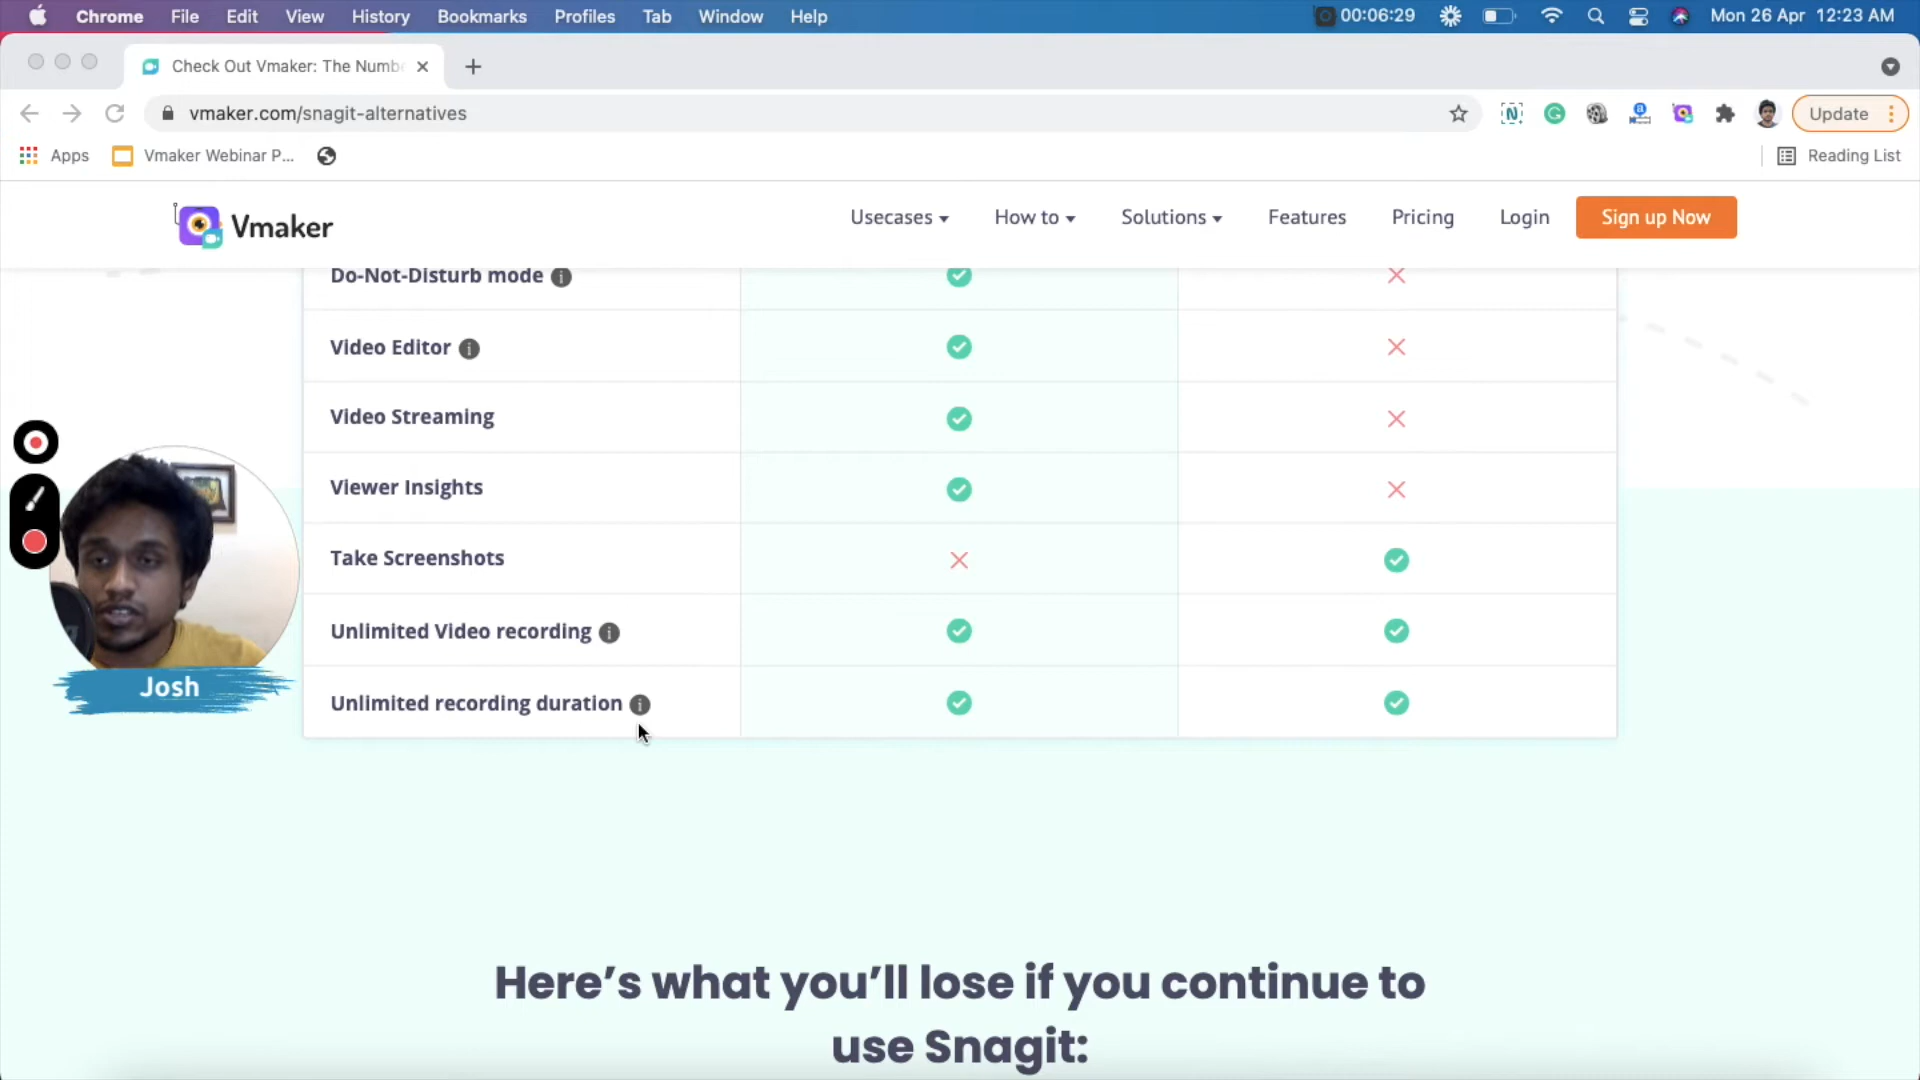 Chrome File Edit View History Bookmarks Profiles Tab Window Help 00:06:29 Mon 26 Apr 12:23 AM
Check Out Vmaker: The Numb
vmaker.com/snagit-alternatives Update
Apps Vmaker Webinar P... Reading List
Vmaker Usecases How to Solutions Features Pricing Login Sign up Now
Do-Not-Disturb mode
Video Editor
Video Streaming
Viewer Insights
Take Screenshots
Unlimited Video recording
Unlimited recording duration
Josh
Here’s what you’ll lose if you continue to
use Snagit: